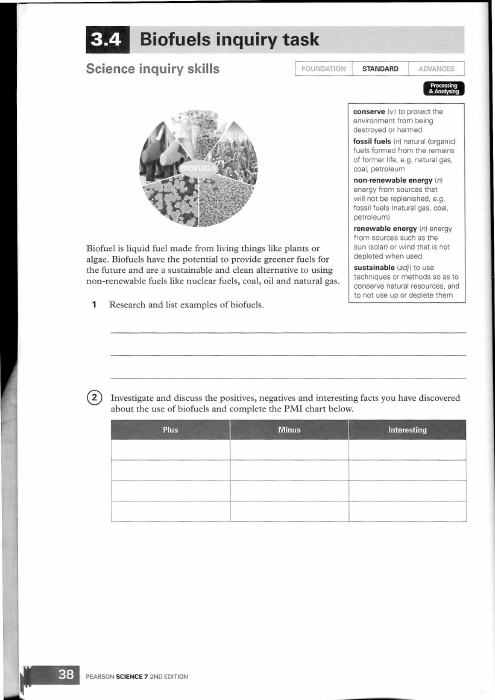 3.4 Biofuels inquiry task
Science inquiry skills
FOUNDATION STANDARD ADVANCED
Processing
& Analysing
BIOFUELS
conserve (v) to protect the
environment from being
destroyed or harmed
fossil fuels (n) natural (organic)
fuels formed from the remains
of former life, e.g. natural gas,
coal, petroleum
non-renewable energy (n)
energy from sources that
will not be replenished, e.g.
fossil fuels (natural gas, coal,
petroleum)
renewable energy (n) energy
from sources such as the
sun (solar) or wind that is not
depleted when used
sustainable (adj) to use
techniques or methods so as to
conserve natural resources, and
to not use up or deplete them
Biofuel is liquid fuel made from living things like plants or
algae. Biofuels have the potential to provide greener fuels for
the future and are a sustainable and clean alternative to using
non-renewable fuels like nuclear fuels, coal, oil and natural gas.
1 Research and list examples of biofuels.
2 Investigate and discuss the positives, negatives and interesting facts you have discovered
about the use of biofuels and complete the PMI chart below.
Plus Minus Interesting
38 PEARSON SCIENCE 7 2ND EDITION